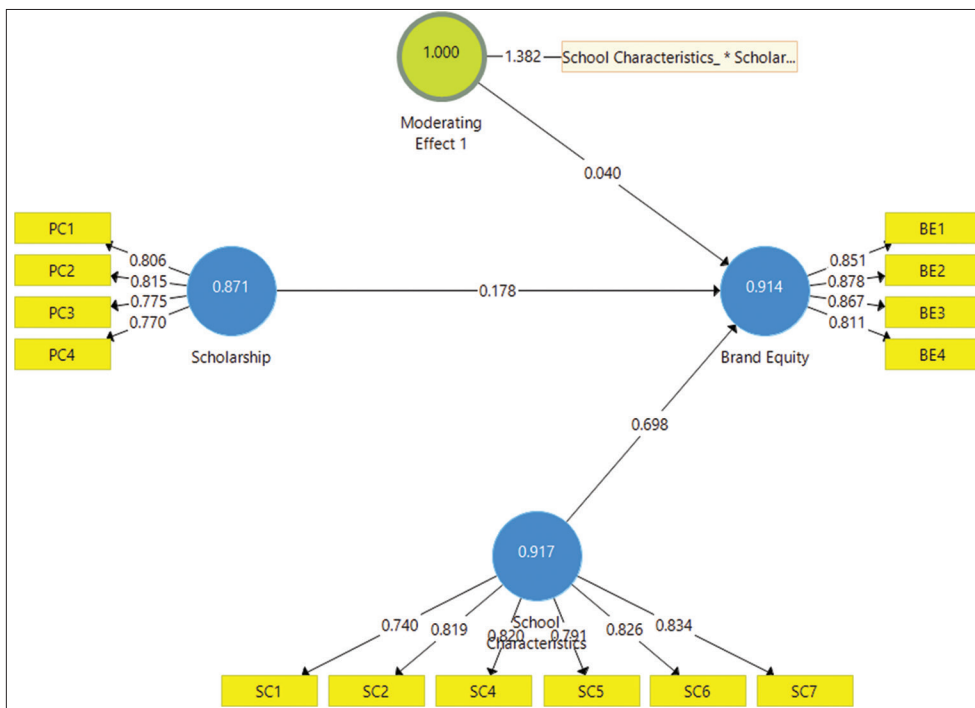 1.000
1.382
School Characteristics_ * Scholar...
Moderating
Effect 1
0.040
PC1
PC2
PC3
PC4
0.806
0.815
0.775
0.770
0.871
Scholarship
0.178
0.914
Brand Equity
0.851
0.878
0.867
0.811
BE1
BE2
BE3
BE4
0.698
0.917
School
Characteristics
0.740
0.819
0.820
0.791
0.826
0.834
SC1
SC2
SC4
SC5
SC6
SC7